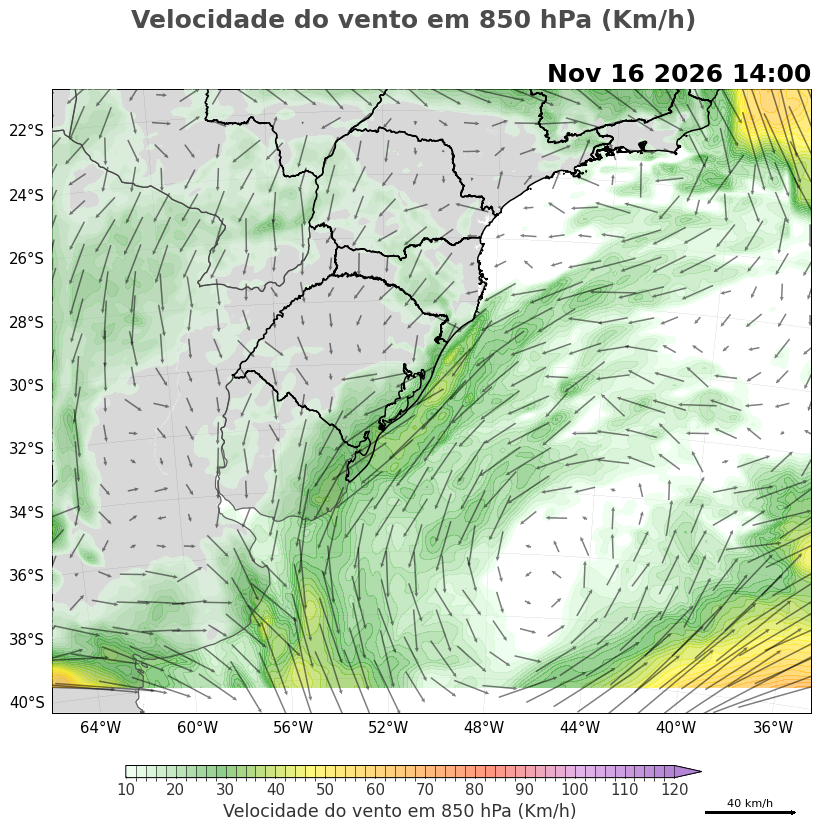 Velocidade do vento em 850 hPa (Km/h)
Nov 16 2026 14:00
22°S
24°S
26°S
28°S
30°S
32°S
34°S
36°S
38°S
40°S
64°W 60°W 56°W 52°W 48°W 44°W 40°W 36°W
10 20 30 40 50 60 70 80 90 100 110 120
40 km/h
Velocidade do vento em 850 hPa (Km/h)